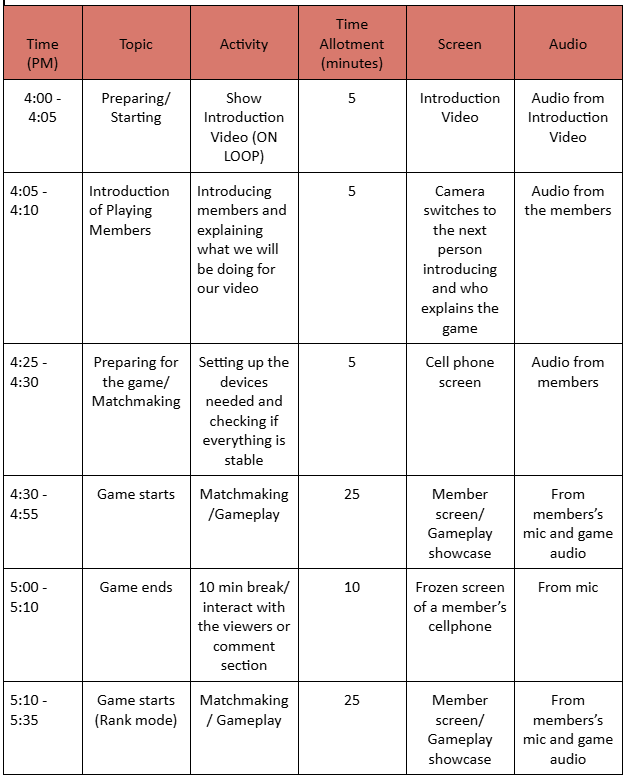 Time
(PM)
Topic
Activity
Time
Allotment
(minutes)
Screen
Audio
4:00 -
4:05
Preparing/
Starting
Show
Introduction
Video (ON
LOOP)
5
Introduction
Video
Audio from
Introduction
Video
4:05 -
4:10
Introduction
of Playing
Members
Introducing
members and
explaining
what we will
be doing for
our video
5
Camera
switches to
the next
person
introducing
and who
explains the
game
Audio from
the members
4:25 -
4:30
Preparing for
the game/
Matchmaking
Setting up the
devices
needed and
checking if
everything is
stable
5
Cell phone
screen
Audio from
members
4:30 -
4:55
Game starts
Matchmaking
/Gameplay
25
Member
screen/
Gameplay
showcase
From
members's
mic and game
audio
5:00 -
5:10
Game ends
10 min break/
interact with
the viewers or
comment
section
10
Frozen screen
of a member's
cellphone
From mic
5:10 -
5:35
Game starts
(Rank mode)
Matchmaking
/ Gameplay
25
Member
screen/
Gameplay
showcase
From
members's
mic and game
audio